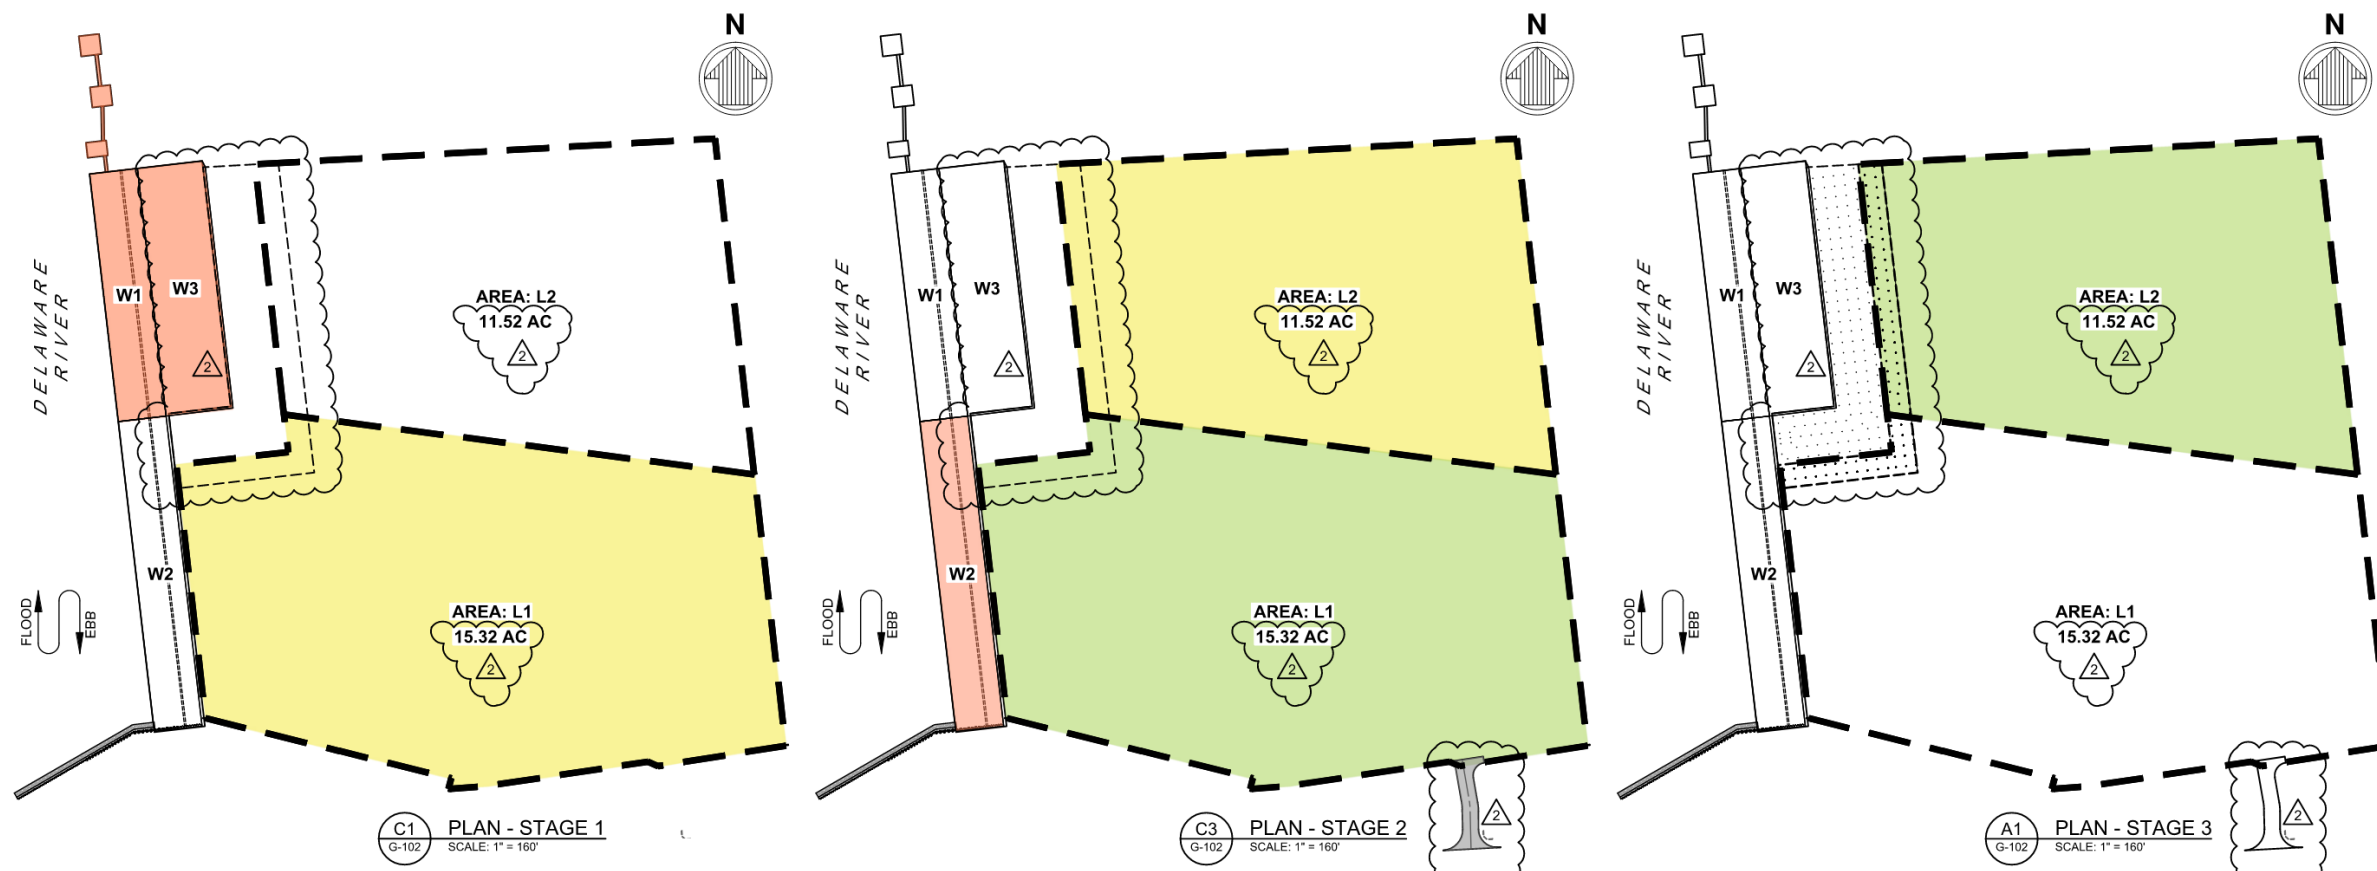 N
W1
W3
2
AREA: L2
11.52 AC
2
DELAWARE
RIVER
W2
AREA: L1
15.32 AC
2
FLOOD
EBB
C1
G-102
PLAN - STAGE 1
SCALE: 1" = 160'
N
W1
W3
2
AREA: L2
11.52 AC
2
DELAWARE
RIVER
W2
AREA: L1
15.32 AC
2
FLOOD
EBB
2
C3
G-102
PLAN - STAGE 2
SCALE: 1" = 160'
N
W1
W3
2
AREA: L2
11.52 AC
2
DELAWARE
RIVER
W2
AREA: L1
15.32 AC
2
FLOOD
EBB
2
A1
G-102
PLAN - STAGE 3
SCALE: 1" = 160'